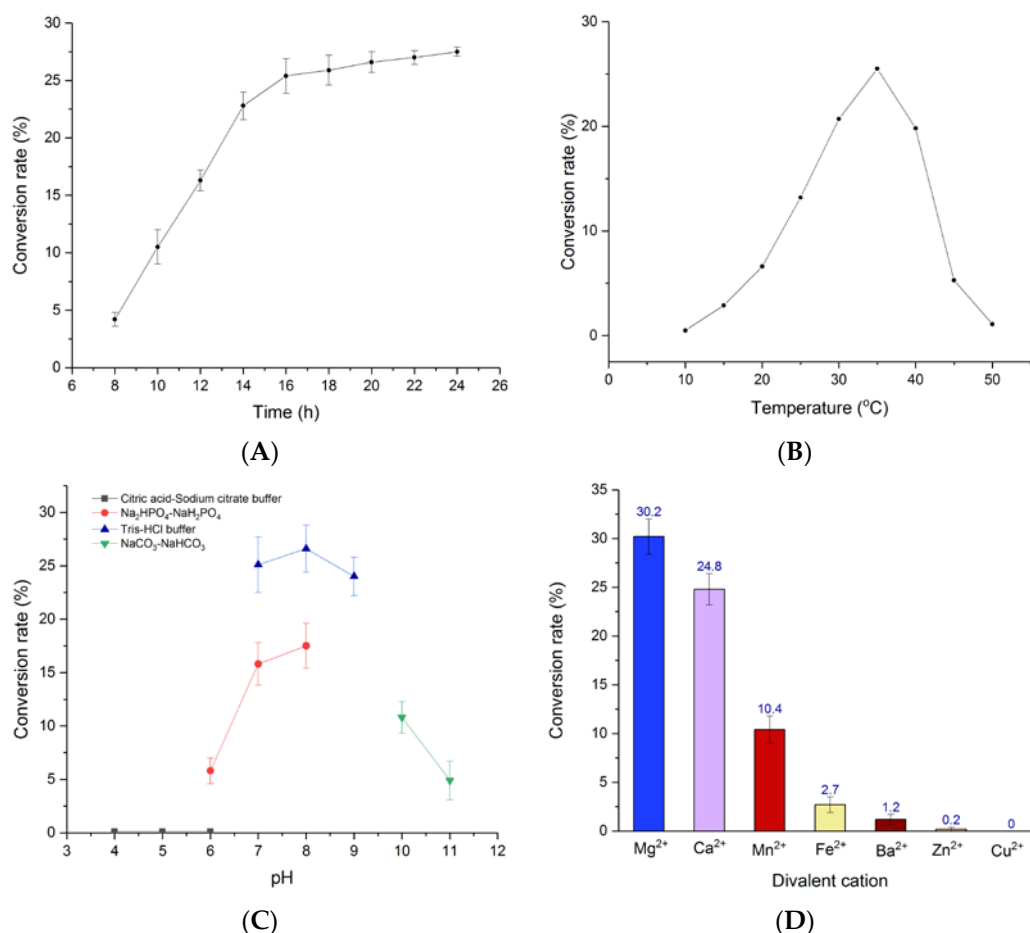 30
25
20
15
10
5
0
Conversion rate (%)
6 8 10 12 14 16 18 20 22 24 26
Time (h)
(A)
30
20
10
0
Conversion rate (%)
0 10 20 30 40 50
Temperature (°C)
(B)
Citric acid-Sodium citrate buffer
Na₂HPO₄-NaH₂PO₄
Tris-HCl buffer
NaCO₃-NaHCO₃
35
30
25
20
15
10
5
0
Conversion rate (%)
3 4 5 6 7 8 9 10 11 12
pH
(C)
35
30
25
20
15
10
5
0
Conversion rate (%)
30.2
24.8
10.4
2.7
1.2
0.2
0
Mg²⁺ Ca²⁺ Mn²⁺ Fe²⁺ Ba²⁺ Zn²⁺ Cu²⁺
Divalent cation
(D)